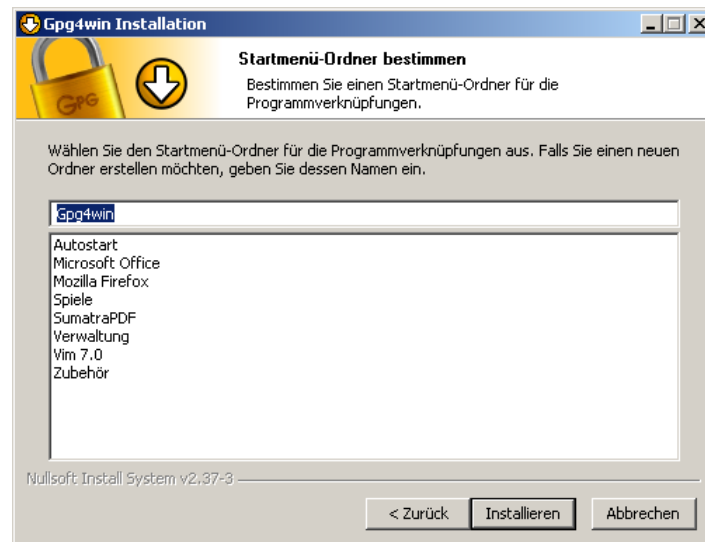 Gpg4win Installation
GPG
Startmenü-Ordner bestimmen
Bestimmen Sie einen Startmenü-Ordner für die
Programmverknüpfungen.
Wählen Sie den Startmenü-Ordner für die Programmverknüpfungen aus. Falls Sie einen neuen
Ordner erstellen möchten, geben Sie dessen Namen ein.
Gpg4win
Autostart
Microsoft Office
Mozilla Firefox
Spiele
SumatraPDF
Verwaltung
Vim 7.0
Zubehör
Nullsoft Install System v2.37-3
< Zurück
Installieren
Abbrechen